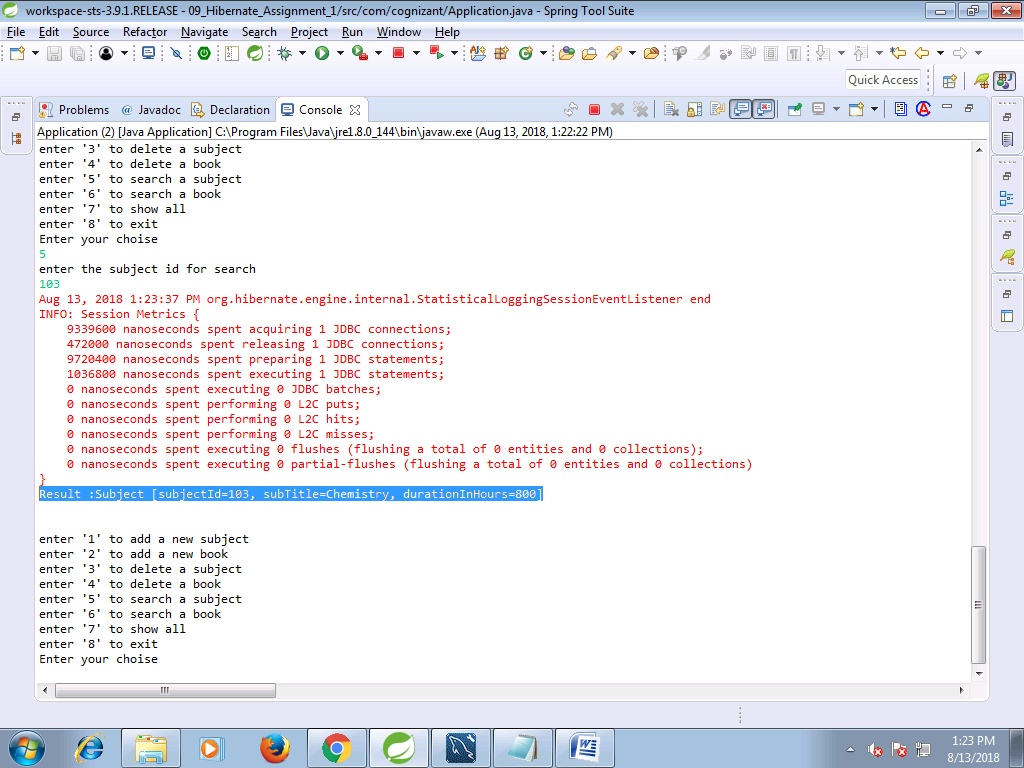 workspace-sts-3.9.1.RELEASE - 09_Hibernate_Assignment_1/src/com/cognizant/Application.java - Spring Tool Suite
File Edit Source Refactor Navigate Search Project Run Window Help
Quick Access
Problems @ Javadoc Declaration Console
Application (2) [Java Application] C:\Program Files\Java\jre1.8.0_144\bin\javaw.exe (Aug 13, 2018, 1:22:22 PM)
enter '3' to delete a subject
enter '4' to delete a book
enter '5' to search a subject
enter '6' to search a book
enter '7' to show all
enter '8' to exit
Enter your choise
5
enter the subject id for search
103
Aug 13, 2018 1:23:37 PM org.hibernate.engine.internal.StatisticalLoggingSessionEventListener end
INFO: Session Metrics {
    9339600 nanoseconds spent acquiring 1 JDBC connections;
    472000 nanoseconds spent releasing 1 JDBC connections;
    9720400 nanoseconds spent preparing 1 JDBC statements;
    1036800 nanoseconds spent executing 1 JDBC statements;
    0 nanoseconds spent executing 0 JDBC batches;
    0 nanoseconds spent performing 0 L2C puts;
    0 nanoseconds spent performing 0 L2C hits;
    0 nanoseconds spent performing 0 L2C misses;
    0 nanoseconds spent executing 0 flushes (flushing a total of 0 entities and 0 collections);
    0 nanoseconds spent executing 0 partial-flushes (flushing a total of 0 entities and 0 collections)
}
Result :Subject [subjectId=103, subTitle=Chemistry, durationInHours=800]
enter '1' to add a new subject
enter '2' to add a new book
enter '3' to delete a subject
enter '4' to delete a book
enter '5' to search a subject
enter '6' to search a book
enter '7' to show all
enter '8' to exit
Enter your choise
1:23 PM
8/13/2018